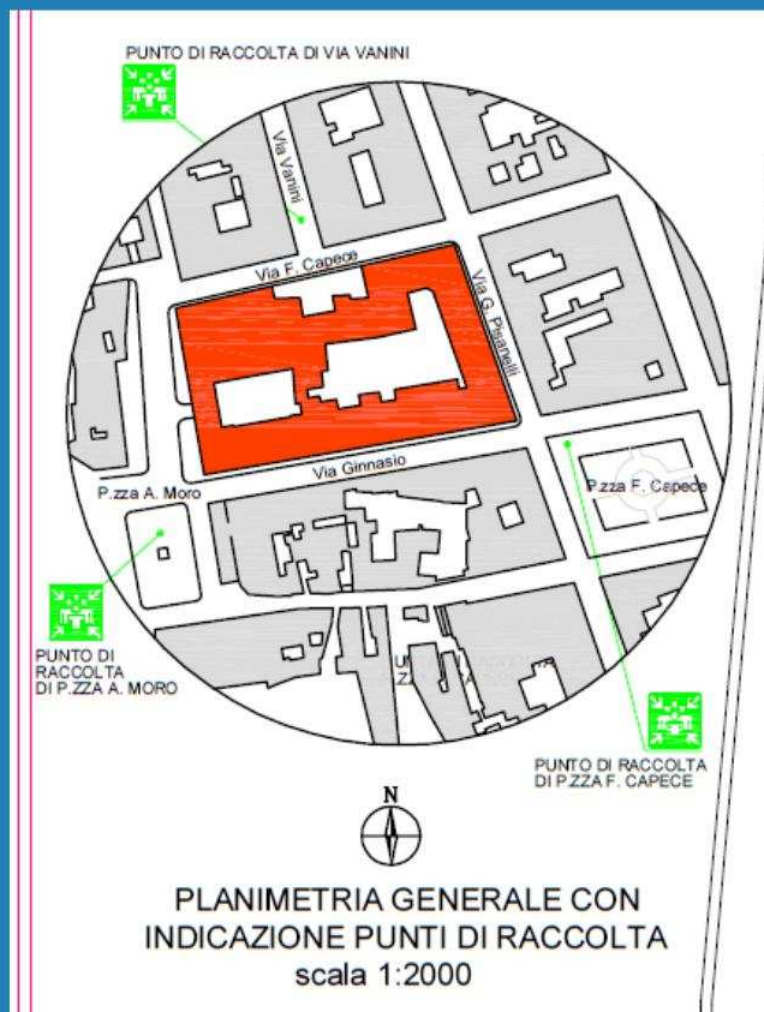 PUNTO DI RACCOLTA DI VIA VANINI
Via Vanini
Via F. Capece
Via G. Pisanelli
Via Ginnasio
P.zza A. Moro
P.zza F. Capece
PUNTO DI
RACCOLTA
DI P.ZZA A. MORO
PUNTO DI RACCOLTA
DI P.ZZA F. CAPECE
N
PLANIMETRIA GENERALE CON
INDICAZIONE PUNTI DI RACCOLTA
scala 1:2000